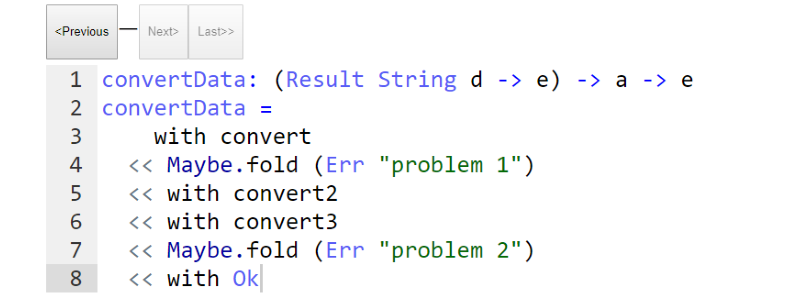 <Previous Next> Last>>
1 convertData: (Result String d -> e) -> a -> e
2 convertData =
3 with convert
4 << Maybe.fold (Err "problem 1")
5 << with convert2
6 << with convert3
7 << Maybe.fold (Err "problem 2")
8 << with Ok